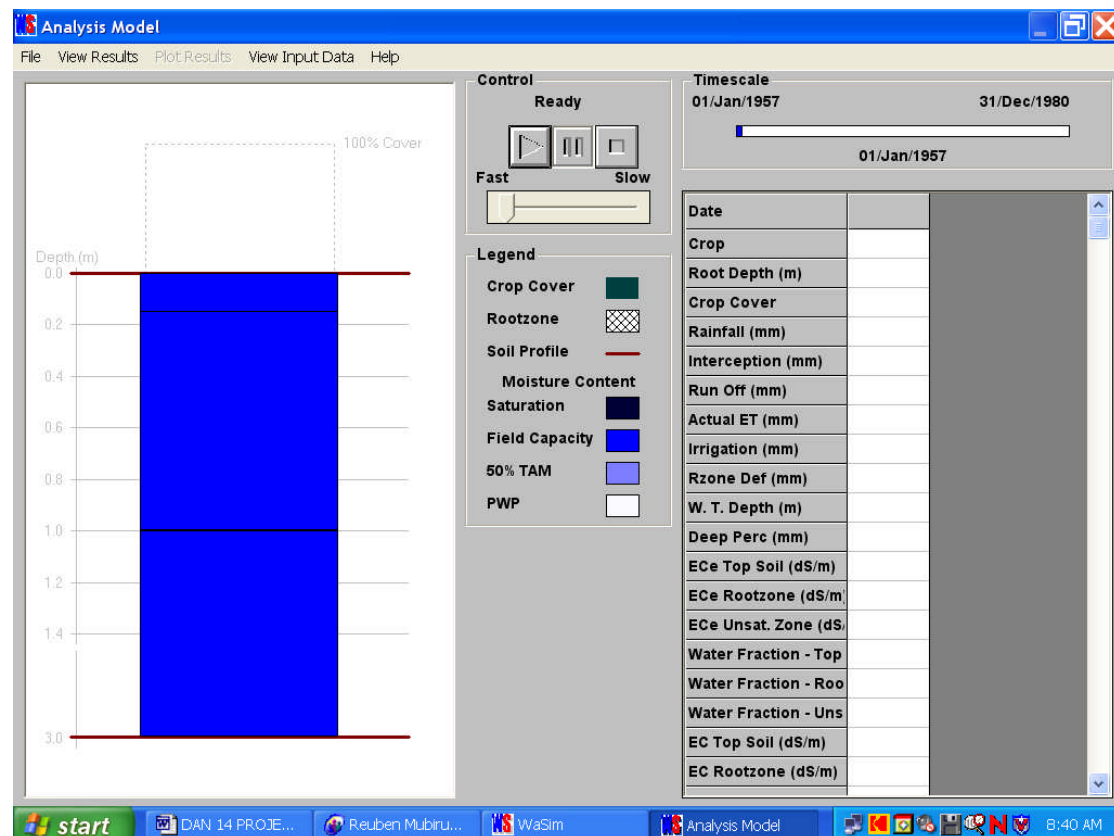 Analysis Model
File View Results Plot Results View Input Data Help
100% Cover
Depth (m)
0.0
0.2
0.4
0.6
0.8
1.0
1.2
1.4
3.0
Control
Ready
Fast Slow
Legend
Crop Cover
Rootzone
Soil Profile
Moisture Content
Saturation
Field Capacity
50% TAM
PWP
Timescale
01/Jan/1957 31/Dec/1980
01/Jan/1957
Date
Crop
Root Depth (m)
Crop Cover
Rainfall (mm)
Interception (mm)
Run Off (mm)
Actual ET (mm)
Irrigation (mm)
Rzone Def (mm)
W. T. Depth (m)
Deep Perc (mm)
ECe Top Soil (dS/m)
ECe Rootzone (dS/m)
ECe Unsat. Zone (dS/
Water Fraction - Top
Water Fraction - Roo
Water Fraction - Uns
EC Top Soil (dS/m)
EC Rootzone (dS/m)
start DAN 14 PROJE... Reuben Mubiru... WaSim Analysis Model 8:40 AM